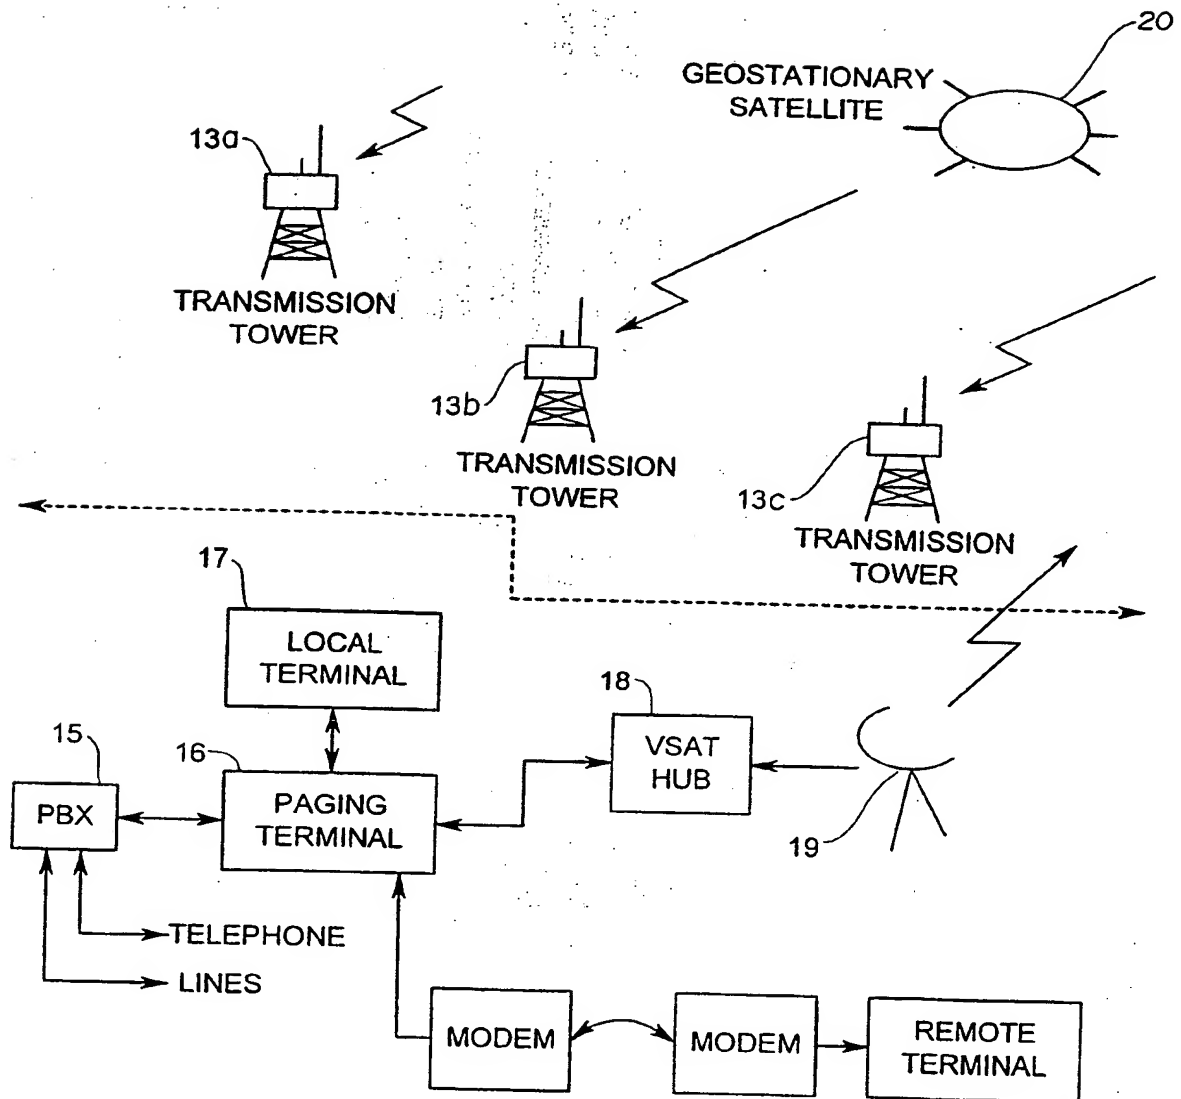 20
GEOSTATIONARY
SATELLITE
13a
TRANSMISSION
TOWER
13b
TRANSMISSION
TOWER
13c
TRANSMISSION
TOWER
17
LOCAL
TERMINAL
18
VSAT
HUB
15
PBX
16
PAGING
TERMINAL
19
TELEPHONE
LINES
MODEM
MODEM
REMOTE
TERMINAL